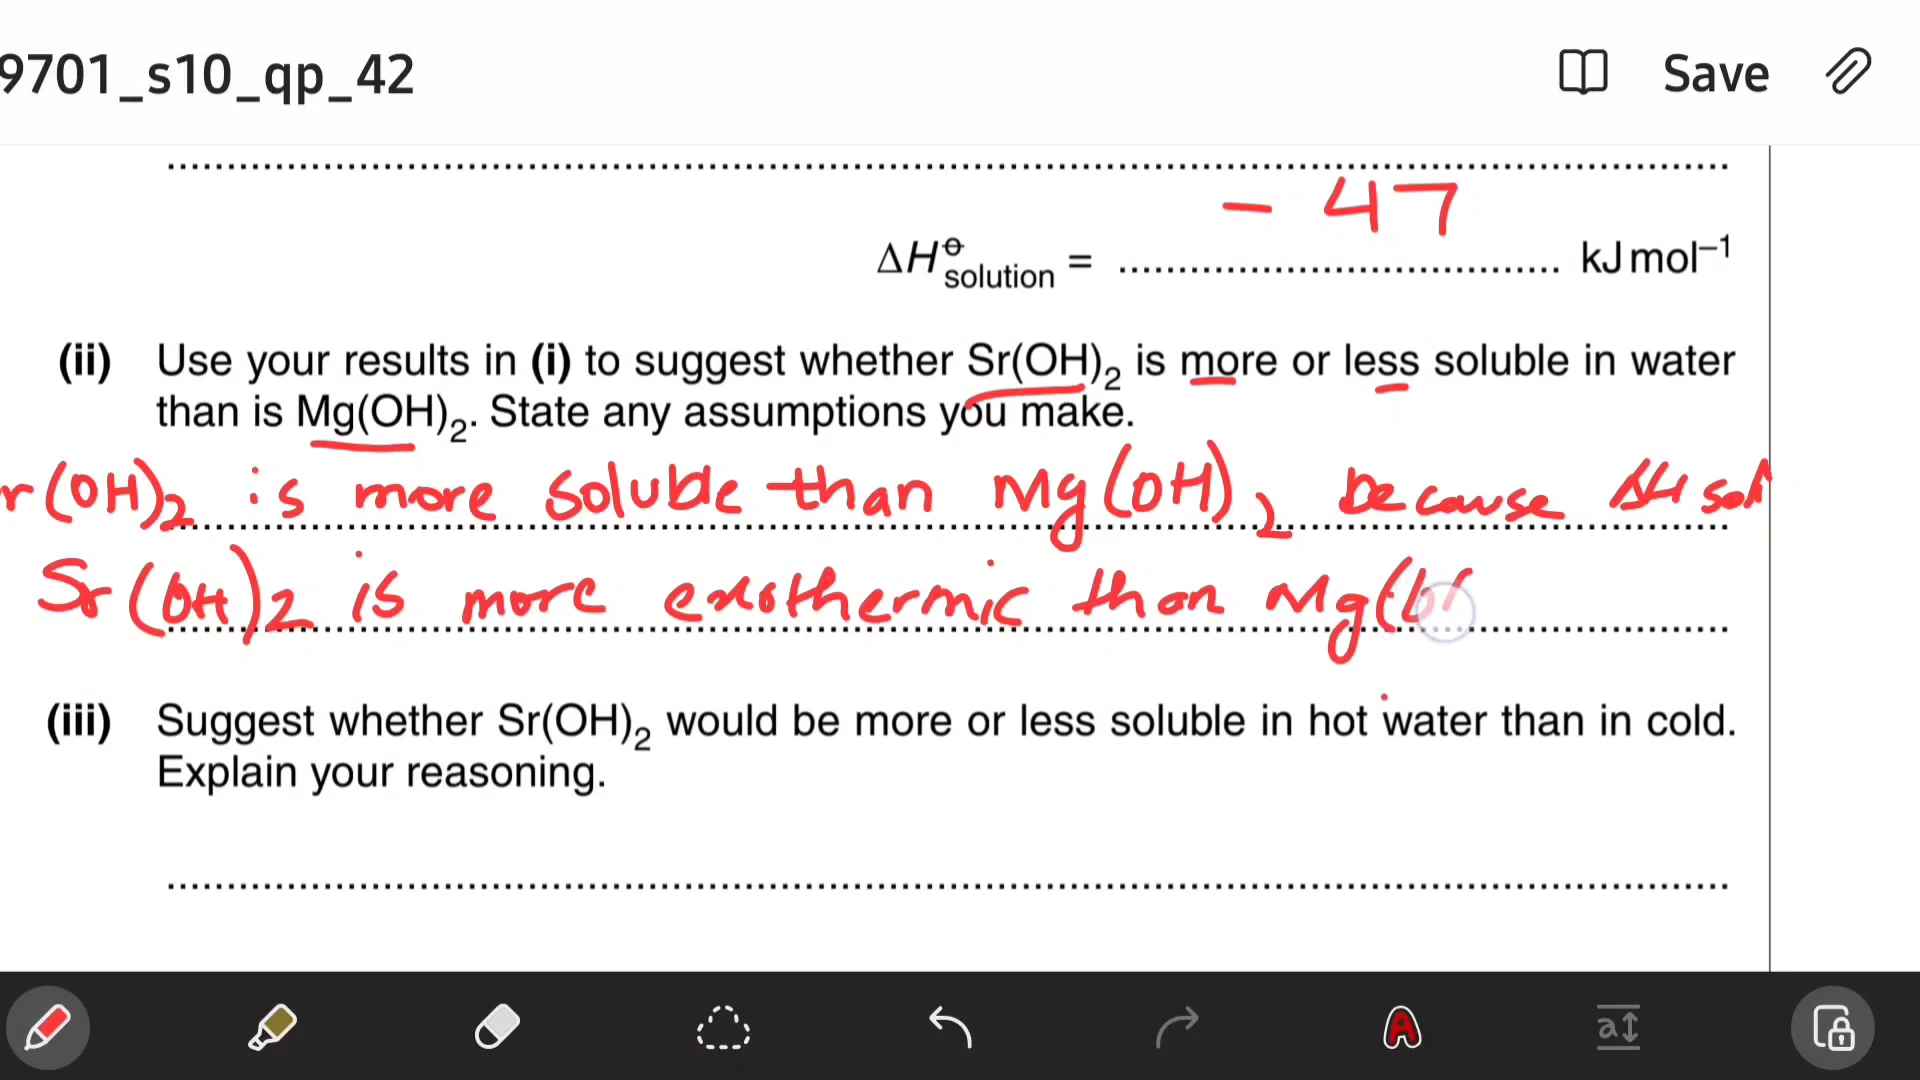 9701_s10_qp_42
Save
- 47
ΔH⦵solution = .................................... kJ mol−1
(ii) Use your results in (i) to suggest whether Sr(OH)2 is more or less soluble in water
than is Mg(OH)2. State any assumptions you make.
r(OH)2 is more soluble than Mg(OH)2 because ΔH sol
Sr(OH)2 is more exothermic than Mg(
(iii) Suggest whether Sr(OH)2 would be more or less soluble in hot water than in cold.
Explain your reasoning.
A
a